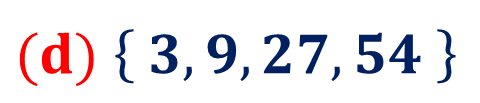 (d) { 3, 9, 27, 54 }